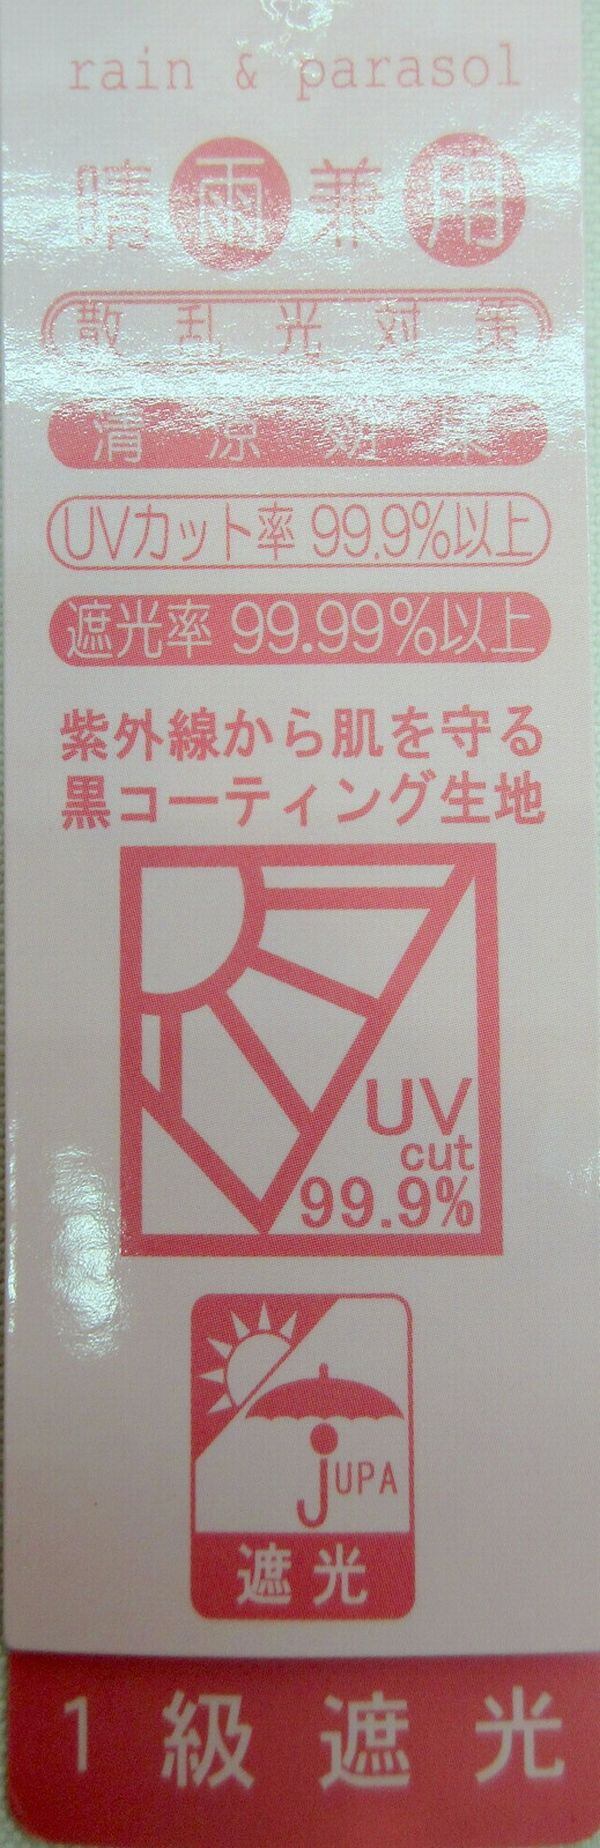 rain & parasol
晴雨兼用
散乱光対策
清涼効果
UVカット率 99.9%以上
遮光率 99.99%以上
紫外線から肌を守る
黒コーティング生地
UV
cut
99.9%
jUPA
遮光
1級遮光